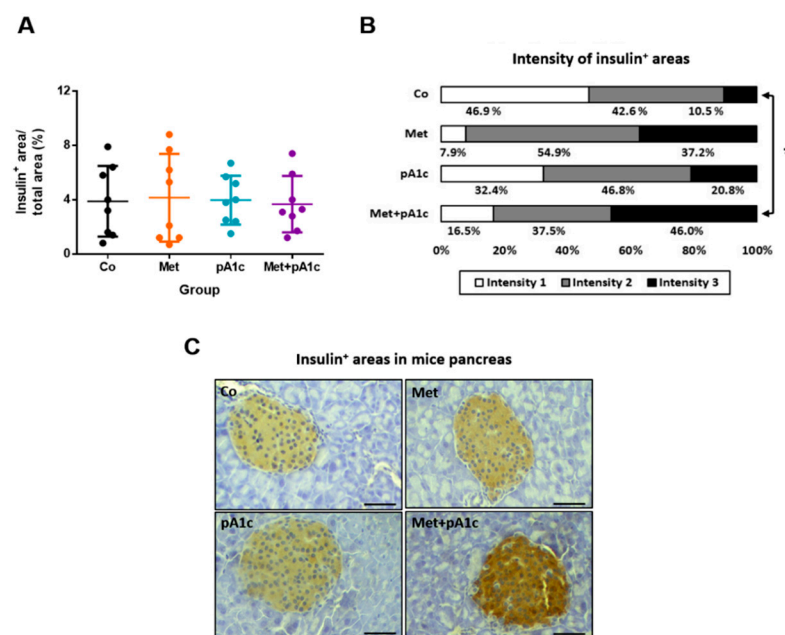 A
Insulin⁺ area/
total area (%)
12
8
4
0
Co Met pA1c Met+pA1c
Group
B
Intensity of insulin⁺ areas
Co
46.9 % 42.6 % 10.5 %
Met
7.9% 54.9% 37.2%
pA1c
32.4% 46.8% 20.8%
Met+pA1c
16.5% 37.5% 46.0%
0% 20% 40% 60% 80% 100%
Intensity 1 Intensity 2 Intensity 3
C
Insulin⁺ areas in mice pancreas
Co Met
pA1c Met+pA1c